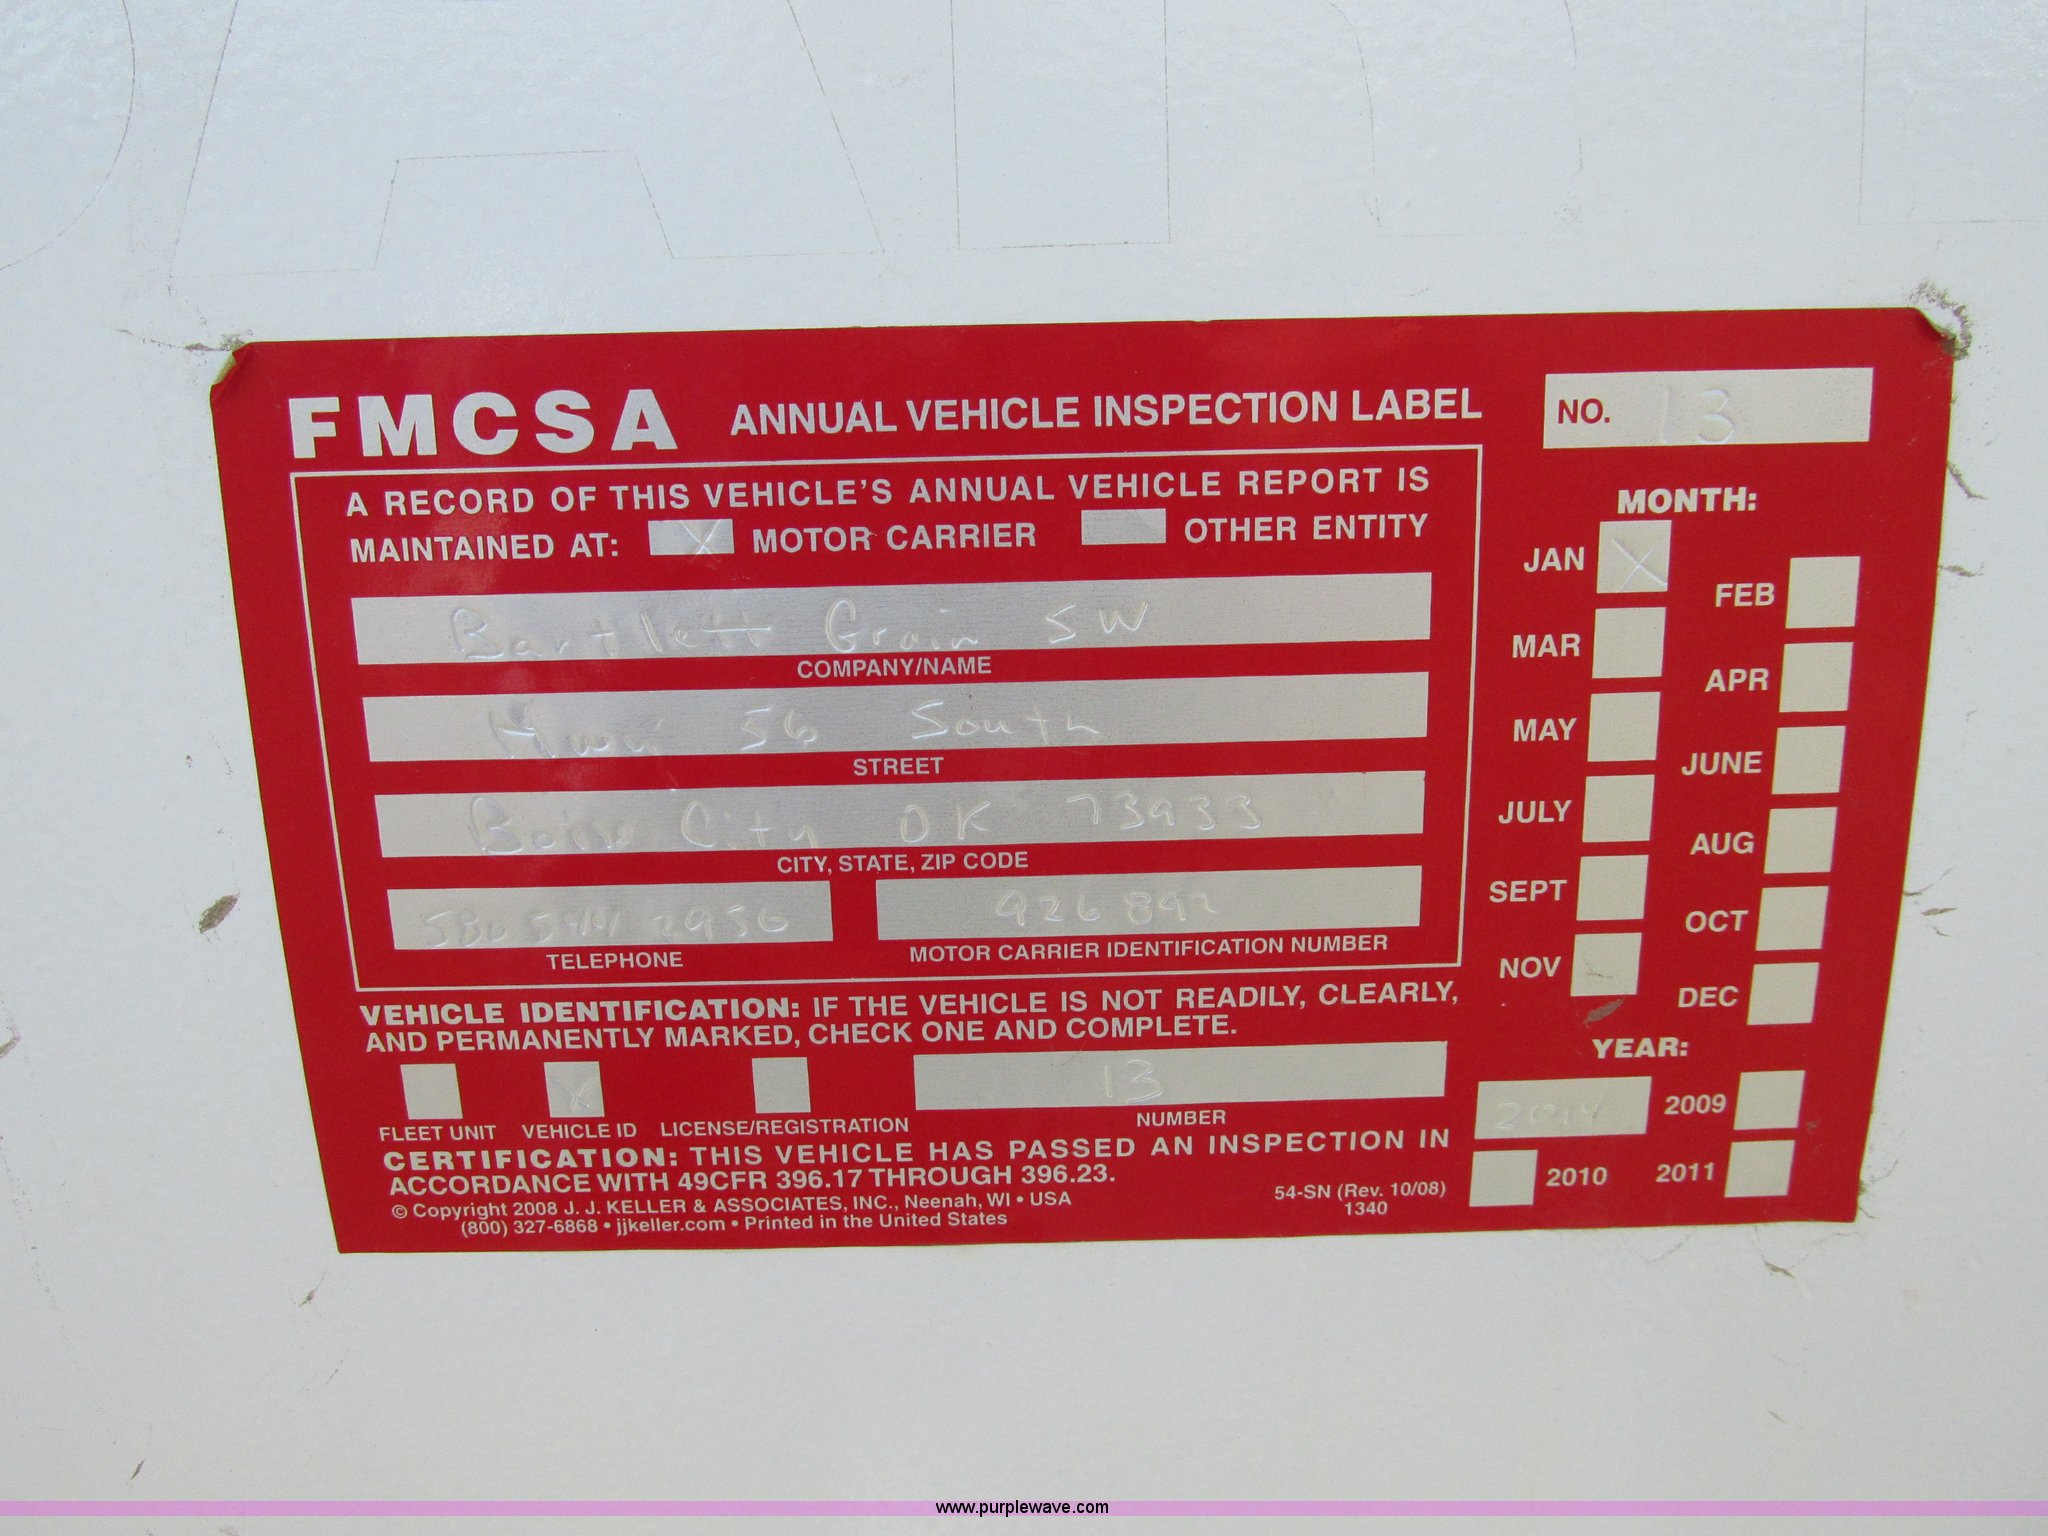 FMCSA ANNUAL VEHICLE INSPECTION LABEL
NO. 13
A RECORD OF THIS VEHICLE'S ANNUAL VEHICLE REPORT IS
MAINTAINED AT: X MOTOR CARRIER OTHER ENTITY
Bartlett Grain SW
COMPANY/NAME
56 South
STREET
Boise City OK 73933
CITY, STATE, ZIP CODE
580 544 2956
TELEPHONE
926892
MOTOR CARRIER IDENTIFICATION NUMBER
VEHICLE IDENTIFICATION: IF THE VEHICLE IS NOT READILY, CLEARLY,
AND PERMANENTLY MARKED, CHECK ONE AND COMPLETE.
X
13
FLEET UNIT VEHICLE ID LICENSE/REGISTRATION
NUMBER
CERTIFICATION: THIS VEHICLE HAS PASSED AN INSPECTION IN
ACCORDANCE WITH 49CFR 396.17 THROUGH 396.23.
© Copyright 2008 J. J. KELLER & ASSOCIATES, INC., Neenah, WI • USA
(800) 327-6868 • jjkeller.com • Printed in the United States
54-SN (Rev. 10/08)
1340
MONTH:
JAN X
FEB
MAR
APR
MAY
JUNE
JULY
AUG
SEPT
OCT
NOV
DEC
YEAR:
2014 2009
2010 2011
www.purplewave.com